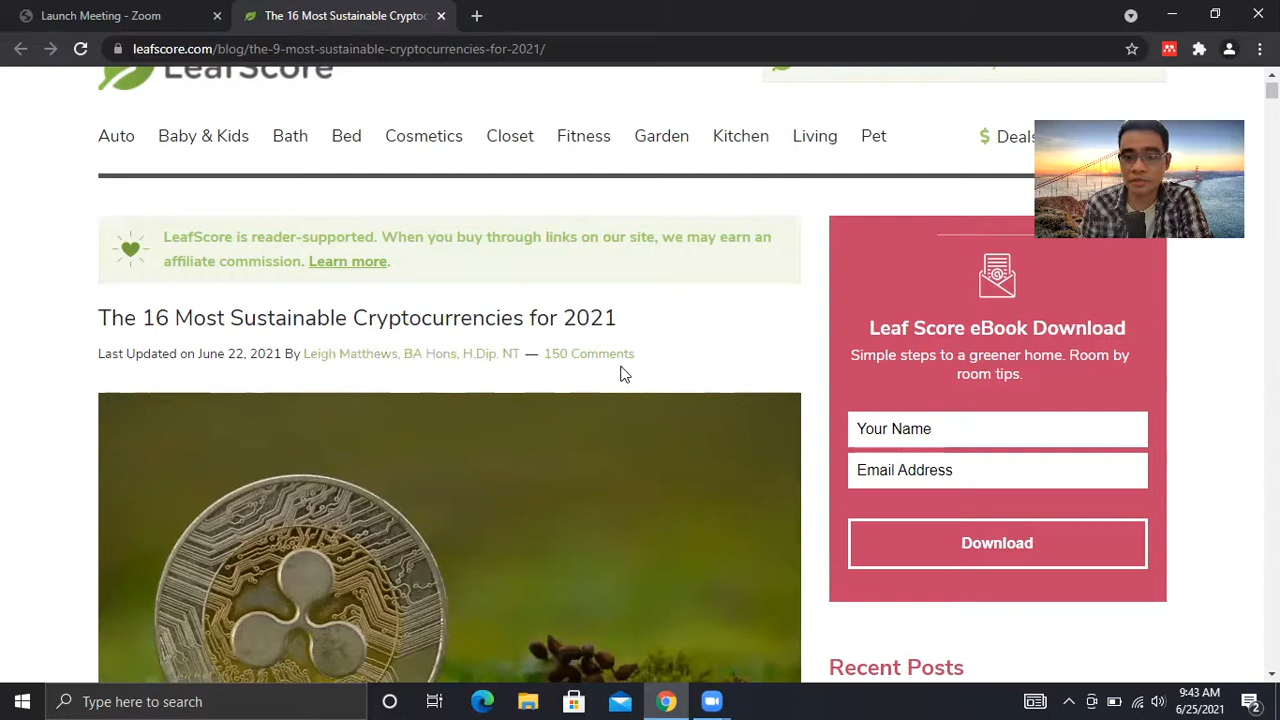 Launch Meeting - Zoom
The 16 Most Sustainable Cryptoc
leafscore.com/blog/the-9-most-sustainable-cryptocurrencies-for-2021/
LeafScore
Auto Baby & Kids Bath Bed Cosmetics Closet Fitness Garden Kitchen Living Pet $ Deals
LeafScore is reader-supported. When you buy through links on our site, we may earn an
affiliate commission. Learn more.
The 16 Most Sustainable Cryptocurrencies for 2021
Last Updated on June 22, 2021 By Leigh Matthews, BA Hons, H.Dip. NT — 150 Comments
Leaf Score eBook Download
Simple steps to a greener home. Room by
room tips.
Your Name
Email Address
Download
Recent Posts
Type here to search
9:43 AM
6/25/2021
2